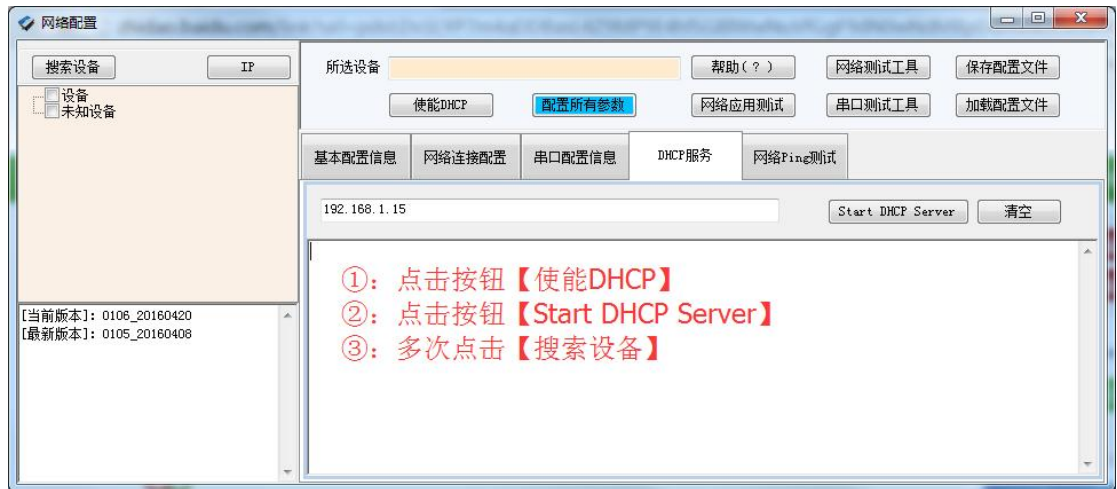 网络配置
搜索设备
IP
设备
未知设备
[当前版本]: 0106_20160420
[最新版本]: 0105_20160408
所选设备
帮助(?)
网络测试工具
保存配置文件
使能DHCP
配置所有参数
网络应用测试
串口测试工具
加载配置文件
基本配置信息
网络连接配置
串口配置信息
DHCP服务
网络Ping测试
192.168.1.15
Start DHCP Server
清空
①：点击按钮【使能DHCP】
②：点击按钮【Start DHCP Server】
③：多次点击【搜索设备】